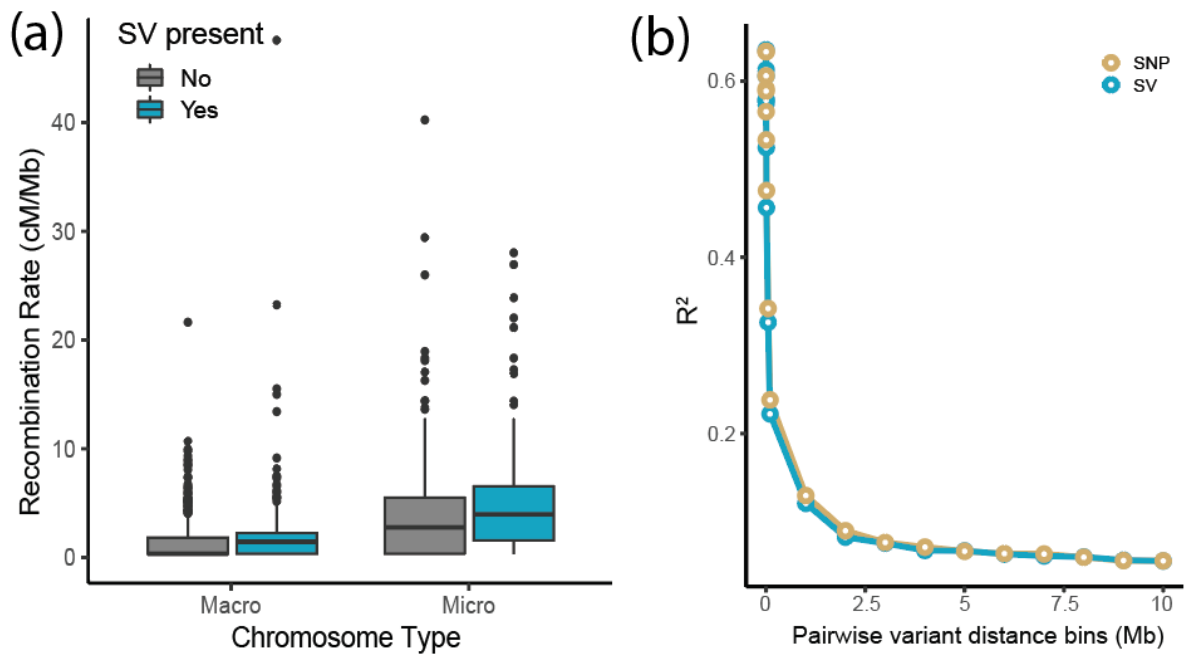 (a)
SV present
No
Yes
40
30
20
10
0
Recombination Rate (cM/Mb)
Macro
Micro
Chromosome Type
(b)
SNP
SV
0.6
0.4
0.2
R²
0
2.5
5
7.5
10
Pairwise variant distance bins (Mb)